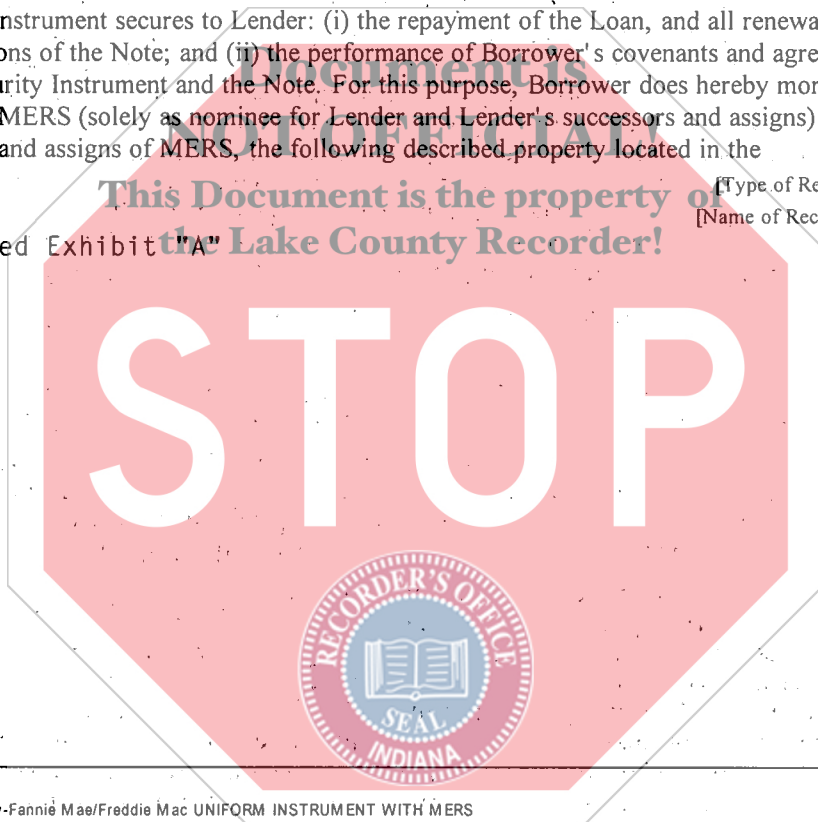 nstrument secures to Lender: (i) the repayment of the Loan, and all renewa
ons of the Note; and (ii) the performance of Borrower's covenants and agre
Document is
urity Instrument and the Note. For this purpose, Borrower does hereby mor
MERS (solely as nominee for Lender and Lender's successors and assigns)
NOT OFFICIAL!
and assigns of MERS, the following described property located in the
[Type of Re
This Document is the property of
[Name of Rec
ed Exhibit "A"
the Lake County Recorder!
STOP
RECORDER'S OFFICE
SEAL
INDIANA
-Fannie Mae/Freddie Mac UNIFORM INSTRUMENT WITH MERS